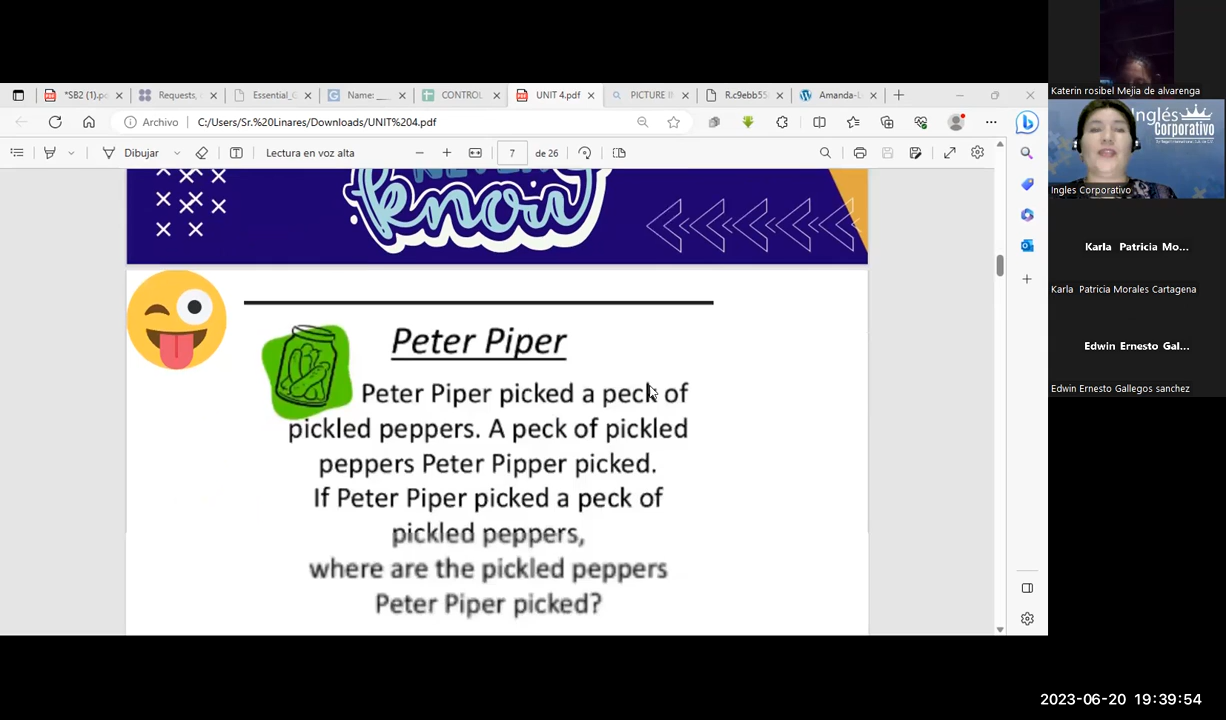 *SB2 (1).pd
Requests,
Essential_G
Name: ___
CONTROL
UNIT 4.pdf
PICTURE I
R.c9ebb55
Amanda-L
Archivo
C:/Users/Sr.%20Linares/Downloads/UNIT%204.pdf
Dibujar
Lectura en voz alta
7
de 26
know
Peter Piper
Peter Piper picked a peck of
pickled peppers. A peck of pickled
peppers Peter Pipper picked.
If Peter Piper picked a peck of
pickled peppers,
where are the pickled peppers
Peter Piper picked?
Katerin rosibel Mejia de alvarenga
Inglés
Corporativo
Ingles Corporativo
Karla Patricia Mo...
Karla Patricia Morales Cartagena
Edwin Ernesto Gal...
Edwin Ernesto Gallegos sanchez
2023-06-20 19:39:54